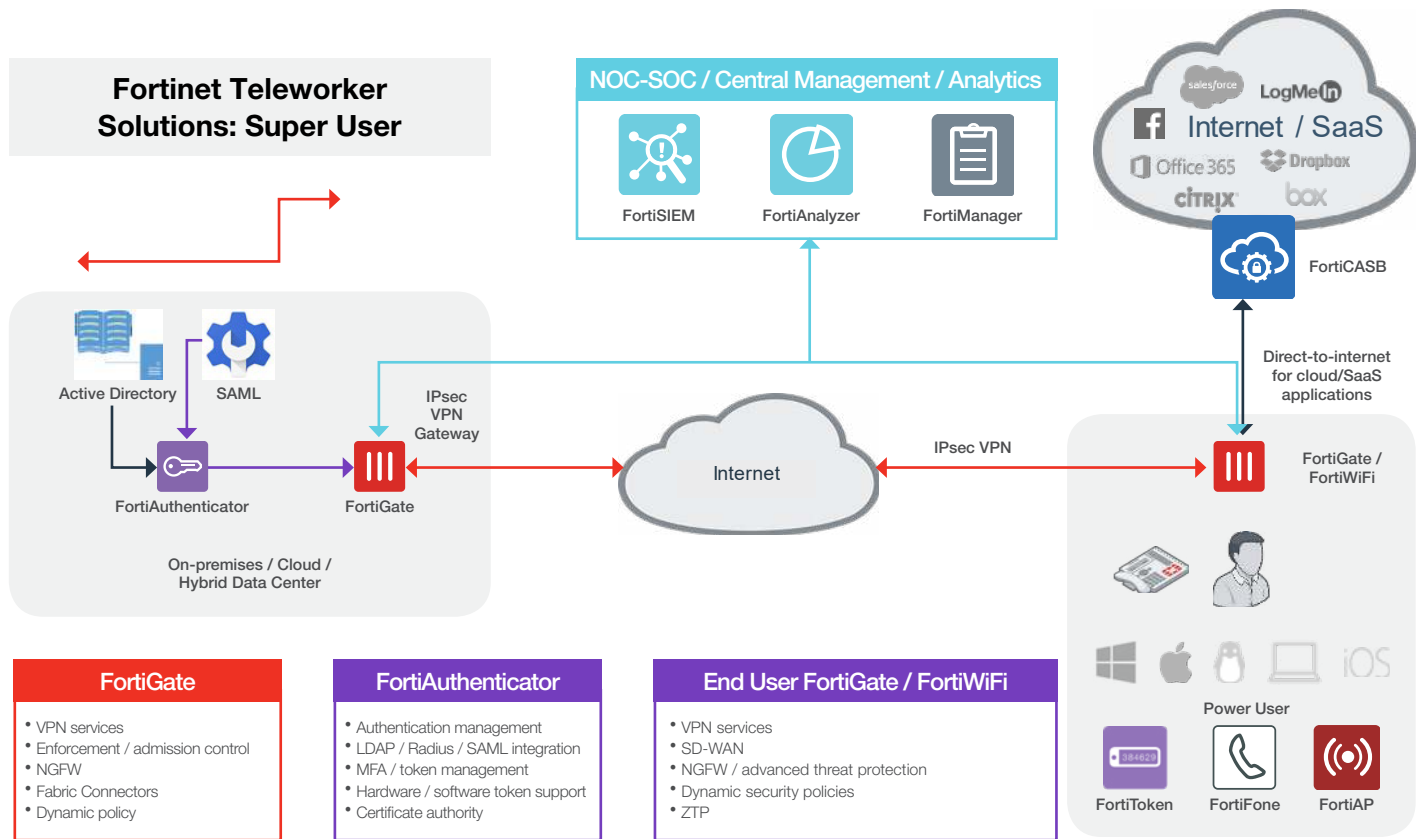 Fortinet Teleworker
Solutions: Super User
NOC-SOC / Central Management / Analytics
FortiSIEM
FortiAnalyzer
FortiManager
salesforce
LogMeIn
f
Internet / SaaS
Office 365
Dropbox
CİTRIX
box
FortiCASB
Direct-to-internet
for cloud/SaaS
applications
Active Directory
SAML
IPsec
VPN
Gateway
FortiAuthenticator
FortiGate
On-premises / Cloud /
Hybrid Data Center
Internet
IPsec VPN
FortiGate /
FortiWiFi
iOS
Power User
384629
FortiToken
FortiFone
FortiAP
FortiGate
• VPN services
• Enforcement / admission control
• NGFW
• Fabric Connectors
• Dynamic policy
FortiAuthenticator
• Authentication management
• LDAP / Radius / SAML integration
• MFA / token management
• Hardware / software token support
• Certificate authority
End User FortiGate / FortiWiFi
• VPN services
• SD-WAN
• NGFW / advanced threat protection
• Dynamic security policies
• ZTP